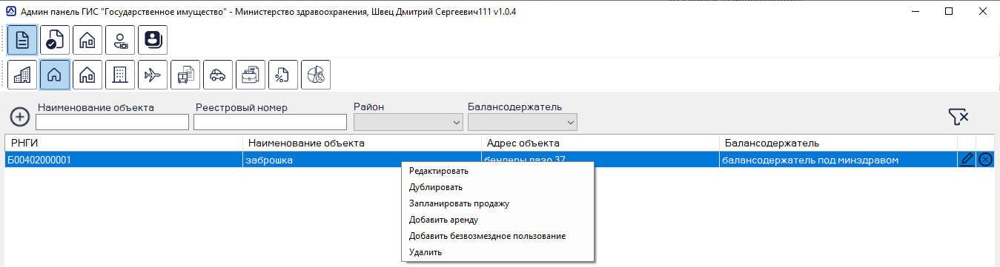 Админ панель ГИС "Государственное имущество" - Министерство здравоохранения, Швец Дмитрий Сергеевич111 v1.0.4
Наименование объекта
Реестровый номер
Район
Балансодержатель
РНГИ
Наименование объекта
Адрес объекта
Балансодержатель
Б00402000001
заброшка
бендеры лазо 37
балансодержатель под минздравом
Редактировать
Дублировать
Запланировать продажу
Добавить аренду
Добавить безвозмездное пользование
Удалить